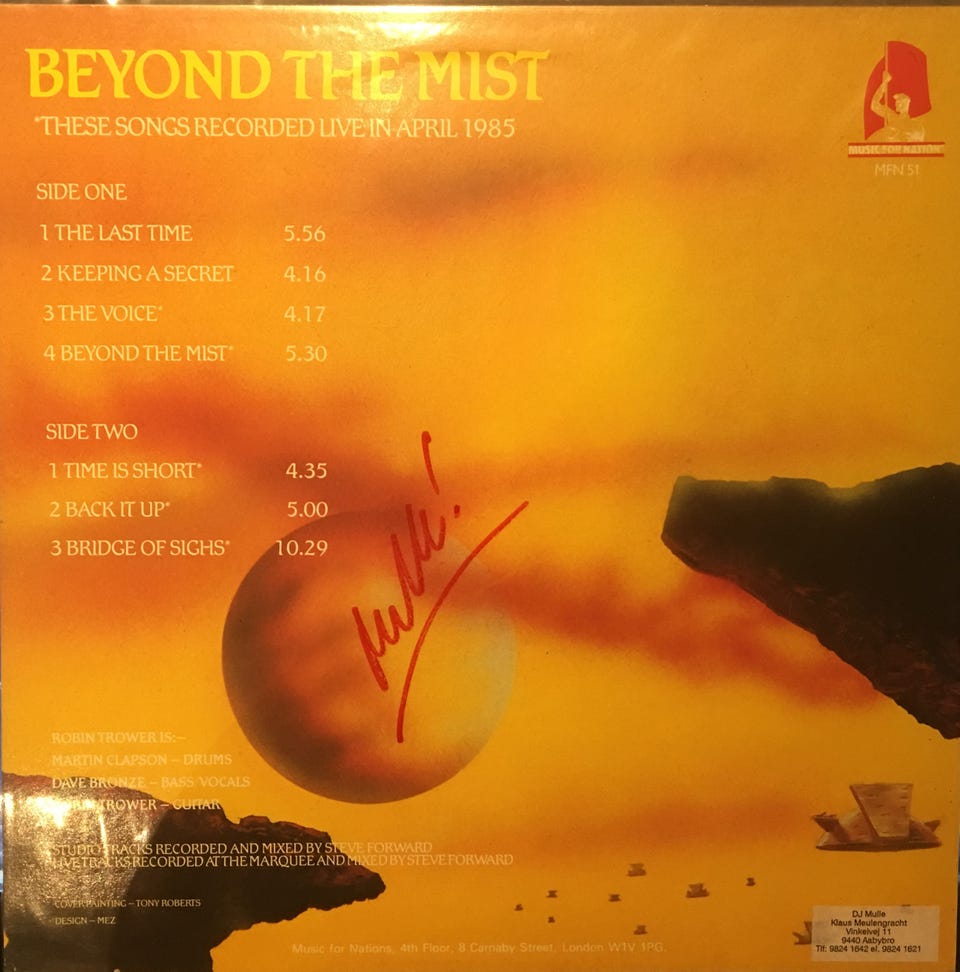 BEYOND THE MIST
*THESE SONGS RECORDED LIVE IN APRIL 1985
MUSIC FOR NATIONS
MFN 51
SIDE ONE
1 THE LAST TIME 5.56
2 KEEPING A SECRET 4.16
3 THE VOICE* 4.17
4 BEYOND THE MIST* 5.30
SIDE TWO
1 TIME IS SHORT* 4.35
2 BACK IT UP* 5.00
3 BRIDGE OF SIGHS* 10.29
Mulle!
ROBIN TROWER IS:–
MARTIN CLAPSON – DRUMS
DAVE BRONZE – BASS/VOCALS
ROBIN TROWER – GUITAR
STUDIO TRACKS RECORDED AND MIXED BY STEVE FORWARD
LIVE TRACKS RECORDED AT THE MARQUEE AND MIXED BY STEVE FORWARD
COVER PAINTING – TONY ROBERTS
DESIGN – MEZ
Music for Nations, 4th Floor, 8 Carnaby Street, London W1V 1PG.
DJ Mulle
Klaus Meulengracht
Vinkelvej 11
9440 Aabybro
Tlf: 9824 1642 el. 9824 1621